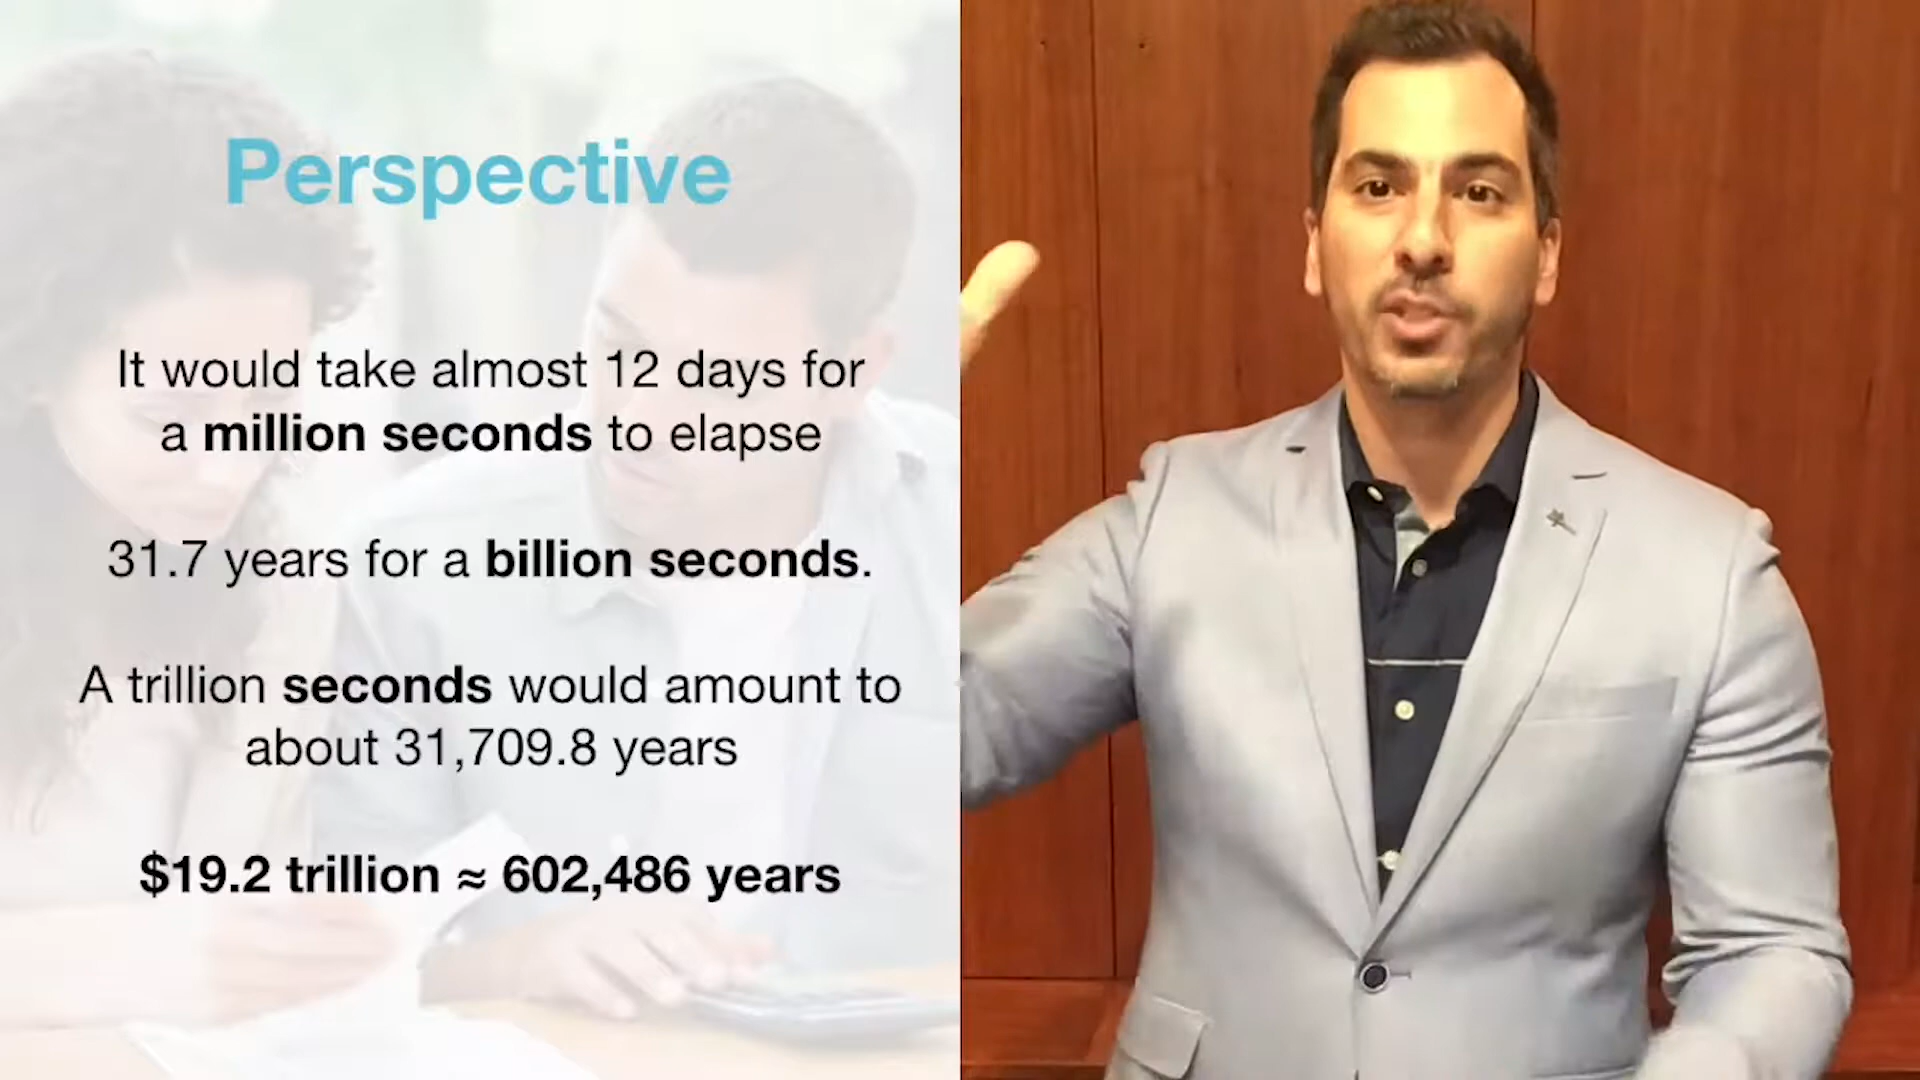 Perspective
It would take almost 12 days for
a million seconds to elapse
31.7 years for a billion seconds.
A trillion seconds would amount to
about 31,709.8 years
$19.2 trillion ≈ 602,486 years